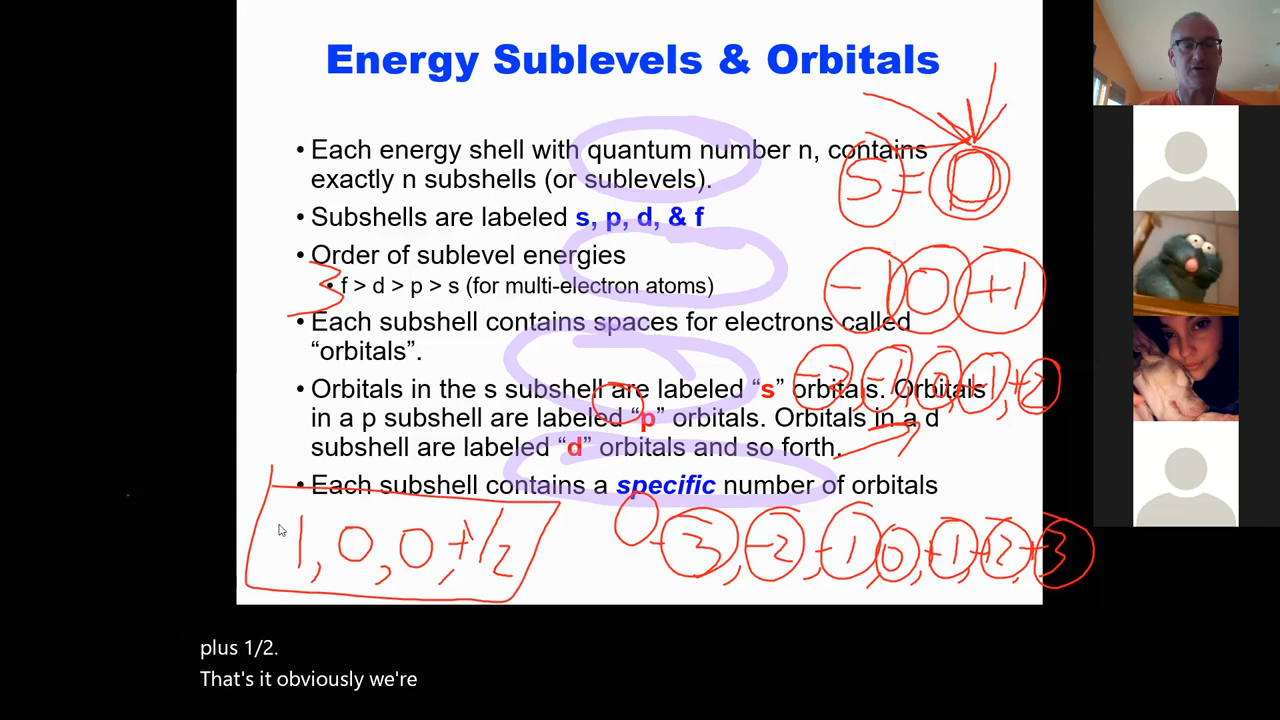 Energy Sublevels & Orbitals
• Each energy shell with quantum number n, contains
exactly n subshells (or sublevels).
s = 0
• Subshells are labeled s, p, d, & f
• Order of sublevel energies
• f > d > p > s (for multi-electron atoms)
-1 0 +1
• Each subshell contains spaces for electrons called
“orbitals”.
-2, -1, 0, +1, +2
• Orbitals in the s subshell are labeled “s” orbitals. Orbitals
in a p subshell are labeled “p” orbitals. Orbitals in a d
subshell are labeled “d” orbitals and so forth.
• Each subshell contains a specific number of orbitals
1, 0, 0, +1/2
-3, -2, -1, 0, +1, +2, +3
plus 1/2.
That's it obviously we're